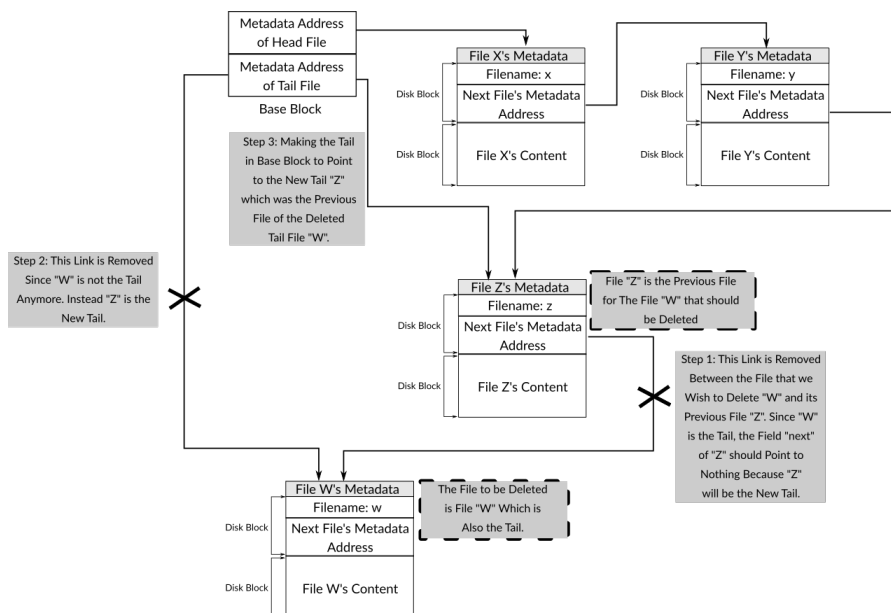 Metadata Address
of Head File
Metadata Address
of Tail File
Base Block
File X's Metadata
Filename: x
Next File's Metadata
Address
File X's Content
Disk Block
Disk Block
File Y's Metadata
Filename: y
Next File's Metadata
Address
File Y's Content
Disk Block
Disk Block
Step 3: Making the Tail
in Base Block to Point
to the New Tail "Z"
which was the Previous
File of the Deleted
Tail File "W".
Step 2: This Link is Removed
Since "W" is not the Tail
Anymore. Instead "Z" is the
New Tail.
File Z's Metadata
Filename: z
Next File's Metadata
Address
File Z's Content
Disk Block
Disk Block
File "Z" is the Previous File
for The File "W" that should
be Deleted
Step 1: This Link is Removed
Between the File that we
Wish to Delete "W" and its
Previous File "Z". Since "W"
is the Tail, the Field "next"
of "Z" should Point to
Nothing Because "Z"
will be the New Tail.
File W's Metadata
Filename: w
Next File's Metadata
Address
File W's Content
Disk Block
Disk Block
The File to be Deleted
is File "W" Which is
Also the Tail.